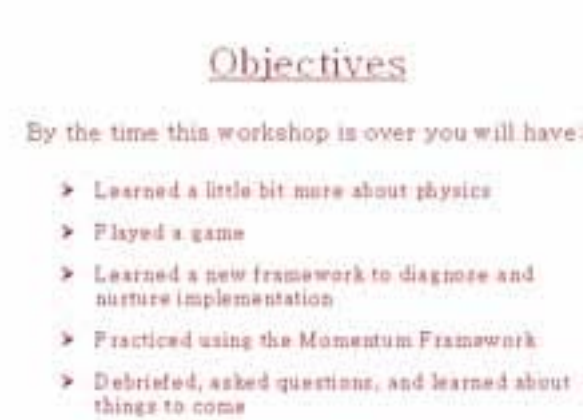 Objectives
By the time this workshop is over you will have:
➤ Learned a little bit more about physics
➤ Played a game
➤ Learned a new framework to diagnose and
nurture implementation
➤ Practiced using the Momentum Framework
➤ Debriefed, asked questions, and learned about
things to come